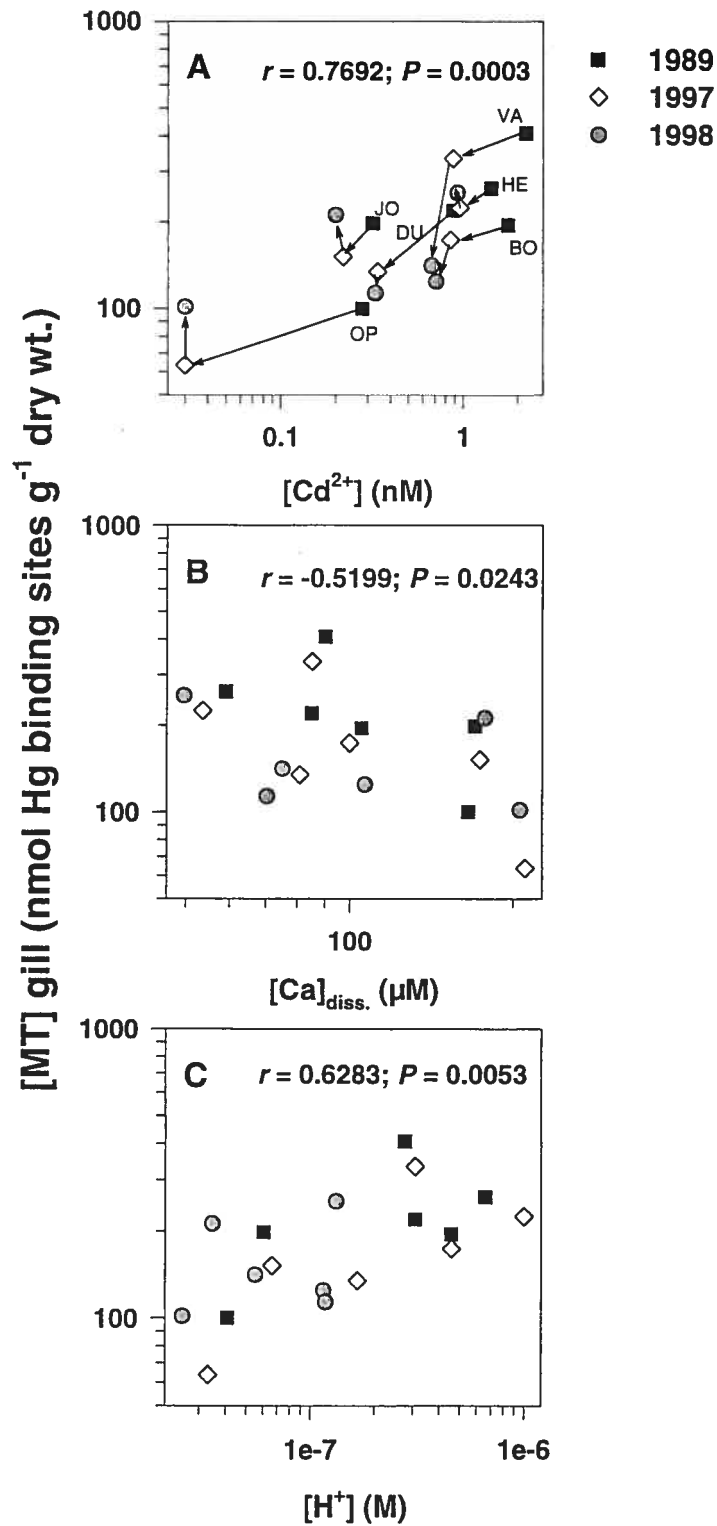 1000
A
r = 0.7692; P = 0.0003
1989
1997
1998
VA
HE
JO
DU
BO
OP
100
0.1
1
[Cd²⁺] (nM)
[MT] gill (nmol Hg binding sites g⁻¹ dry wt.)
1000
B
r = -0.5199; P = 0.0243
100
100
[Ca]diss. (µM)
1000
C
r = 0.6283; P = 0.0053
100
1e-7
1e-6
[H⁺] (M)